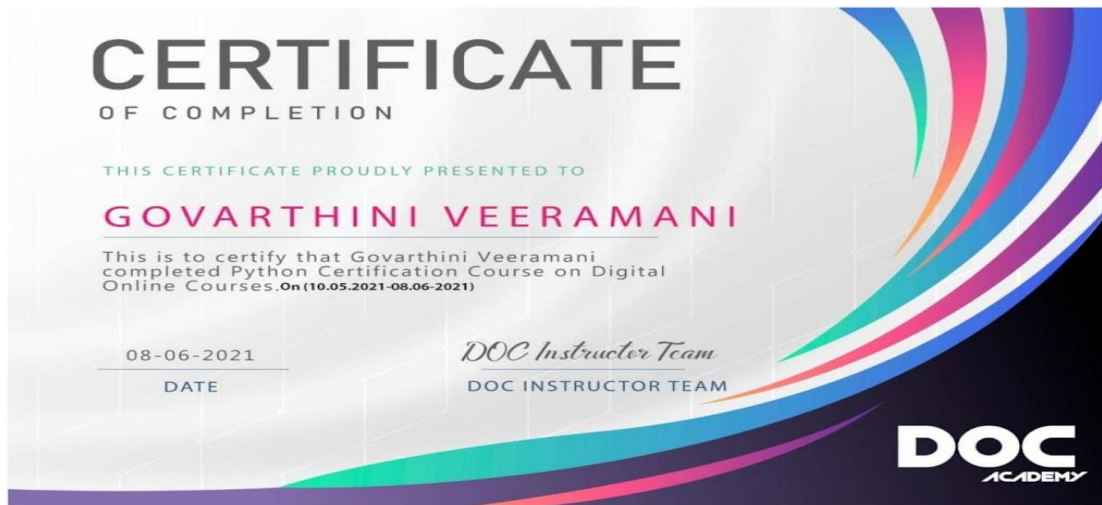 CERTIFICATE
OF COMPLETION
THIS CERTIFICATE PROUDLY PRESENTED TO
GOVARTHINI VEERAMANI
This is to certify that Govarthini Veeramani
completed Python Certification Course on Digital
Online Courses.On (10.05.2021-08.06-2021)
08-06-2021
DATE
DOC Instructor Team
DOC INSTRUCTOR TEAM
DOC
ACADEMY